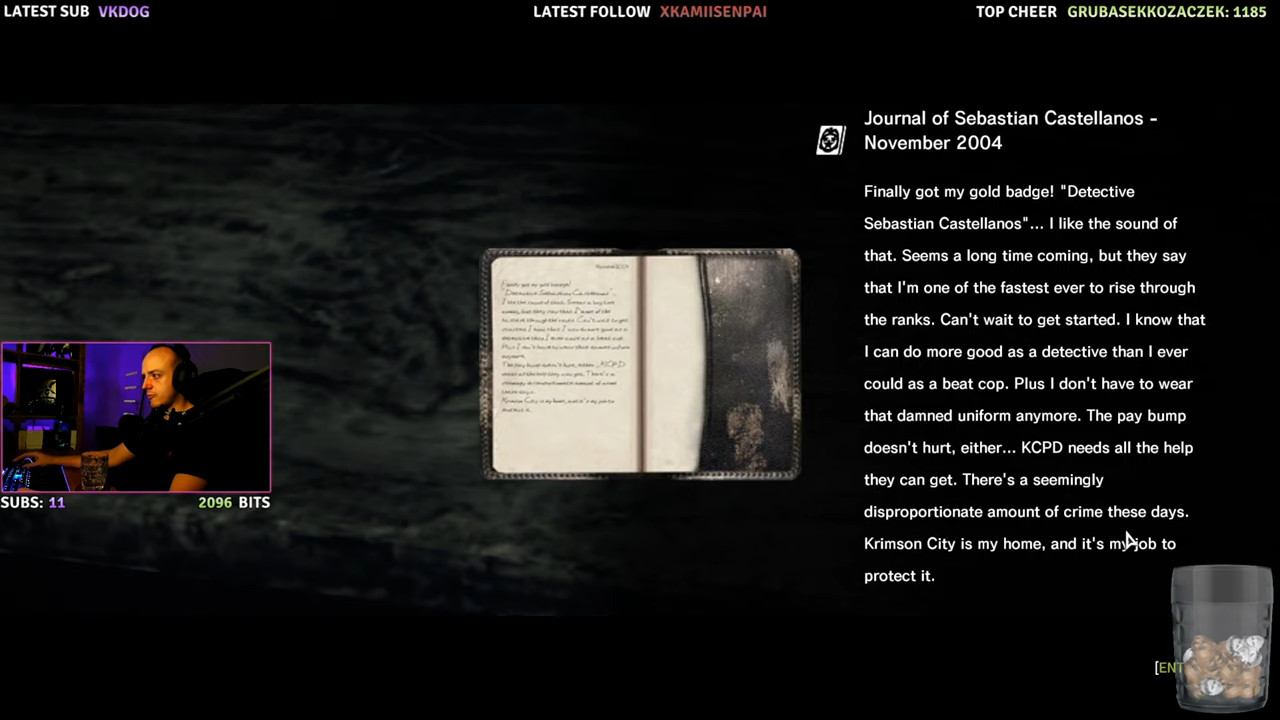 LATEST SUB VKDOG
LATEST FOLLOW XKAMIISENPAI
TOP CHEER GRUBASEKKOZACZEK: 1185
Journal of Sebastian Castellanos -
November 2004
Finally got my gold badge! "Detective
Sebastian Castellanos"... I like the sound of
that. Seems a long time coming, but they say
that I'm one of the fastest ever to rise through
the ranks. Can't wait to get started. I know that
I can do more good as a detective than I ever
could as a beat cop. Plus I don't have to wear
that damned uniform anymore. The pay bump
doesn't hurt, either... KCPD needs all the help
they can get. There's a seemingly
disproportionate amount of crime these days.
Krimson City is my home, and it's my job to
protect it.
SUBS: 11
2096 BITS
[ENT